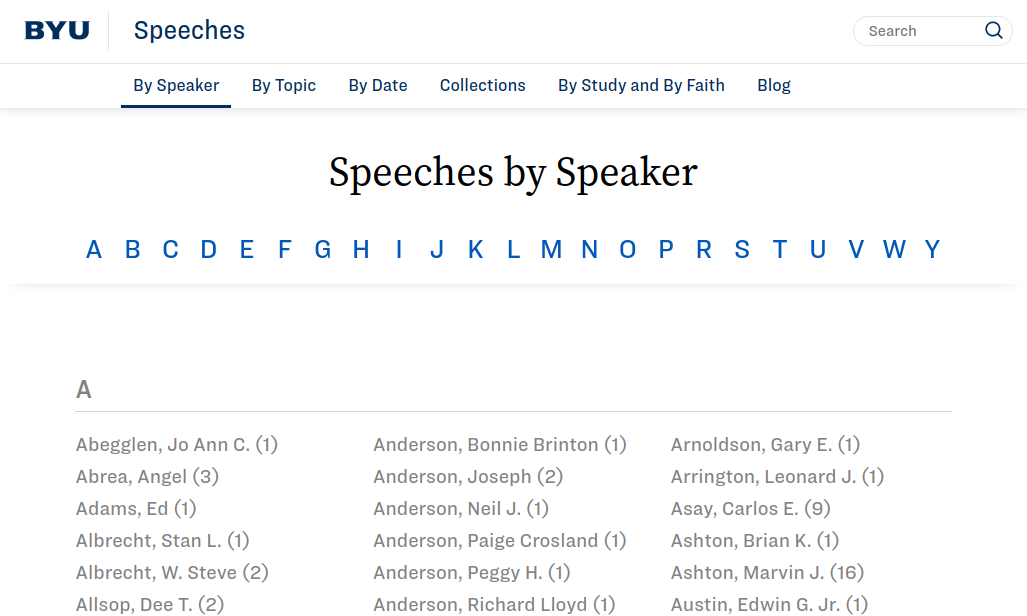 BYU Speeches
Search
By Speaker By Topic By Date Collections By Study and By Faith Blog
Speeches by Speaker
A B C D E F G H I J K L M N O P R S T U V W Y
A
Abegglen, Jo Ann C. (1)
Abrea, Angel (3)
Adams, Ed (1)
Albrecht, Stan L. (1)
Albrecht, W. Steve (2)
Allsop, Dee T. (2)
Anderson, Bonnie Brinton (1)
Anderson, Joseph (2)
Anderson, Neil J. (1)
Anderson, Paige Crosland (1)
Anderson, Peggy H. (1)
Anderson, Richard Lloyd (1)
Arnoldson, Gary E. (1)
Arrington, Leonard J. (1)
Asay, Carlos E. (9)
Ashton, Brian K. (1)
Ashton, Marvin J. (16)
Austin, Edwin G. Jr. (1)